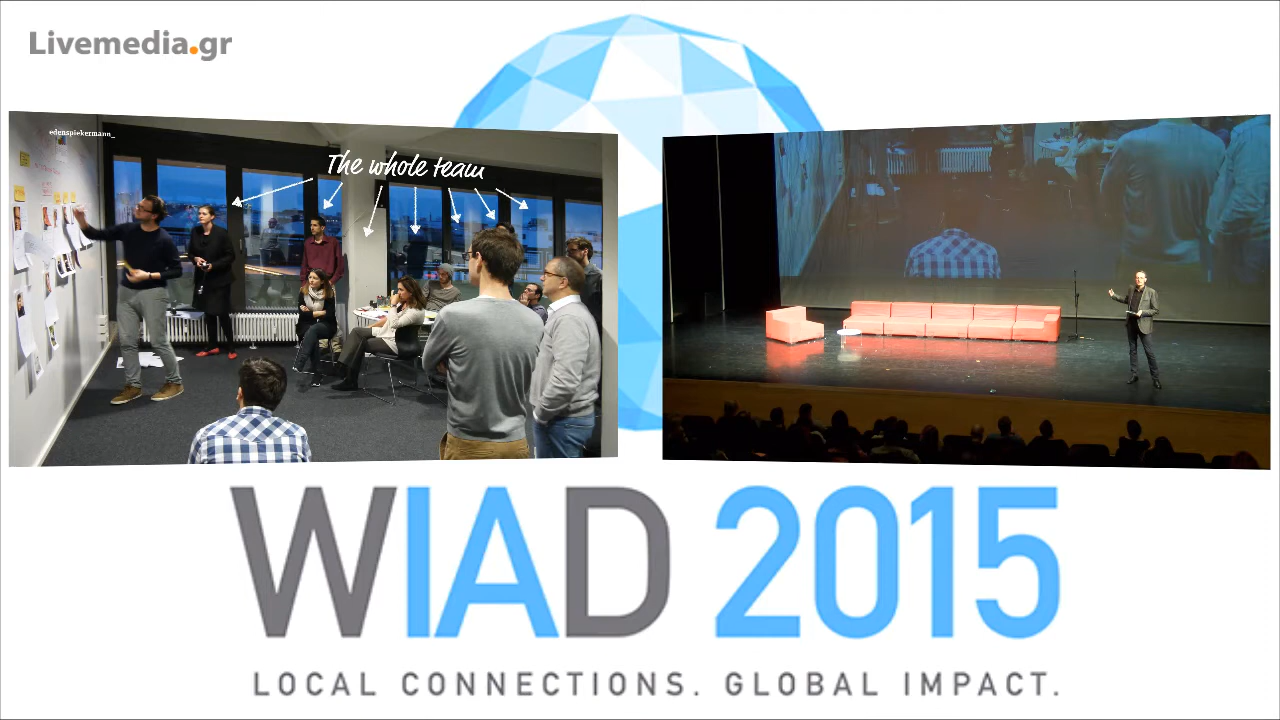 Livemedia.gr
edenspiekermann_
The whole team
WIAD 2015
LOCAL CONNECTIONS. GLOBAL IMPACT.